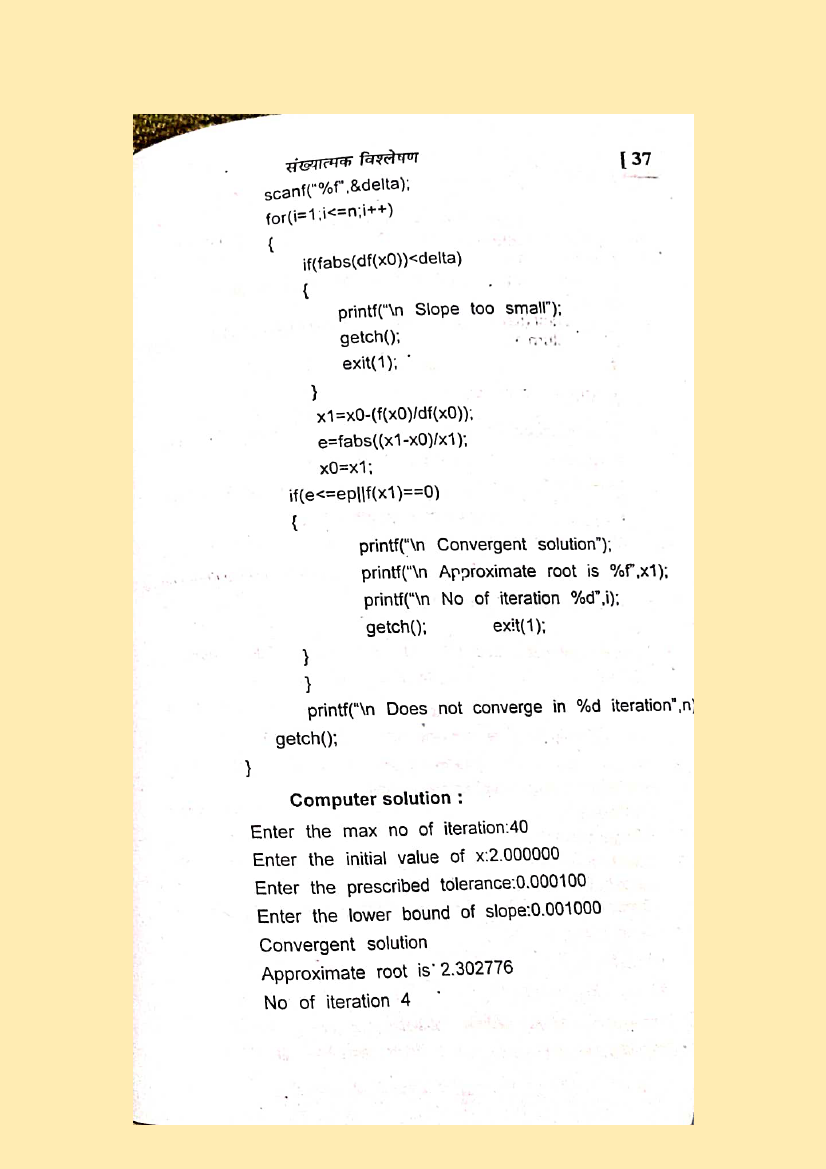 संख्यात्मक विश्लेषण [ 37
scanf("%f",&delta);
for(i=1;i<=n;i++)
{
if(fabs(df(x0))<delta)
{
printf("\n Slope too small");
getch();
exit(1);
}
x1=x0-(f(x0)/df(x0));
e=fabs((x1-x0)/x1);
x0=x1;
if(e<=ep||f(x1)==0)
{
printf("\n Convergent solution");
printf("\n Approximate root is %f",x1);
printf("\n No of iteration %d",i);
getch(); exit(1);
}
}
printf("\n Does not converge in %d iteration",n)
getch();
}
Computer solution :
Enter the max no of iteration:40
Enter the initial value of x:2.000000
Enter the prescribed tolerance:0.000100
Enter the lower bound of slope:0.001000
Convergent solution
Approximate root is 2.302776
No of iteration 4